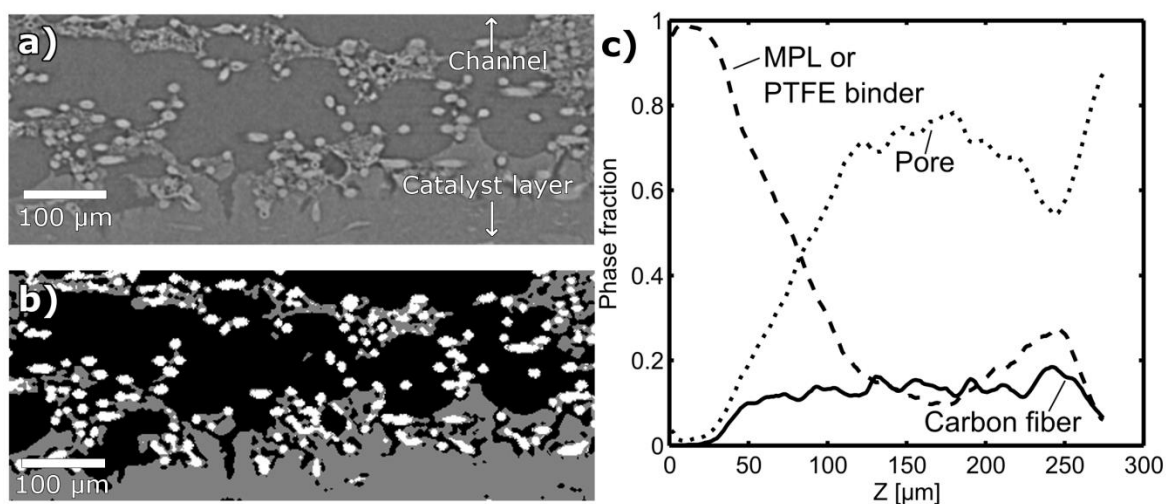 a)
Channel
Catalyst layer
100 µm
b)
100 µm
c)
Phase fraction
1
0.8
0.6
0.4
0.2
0
MPL or
PTFE binder
Pore
Carbon fiber
0 50 100 150 200 250 300
Z [µm]